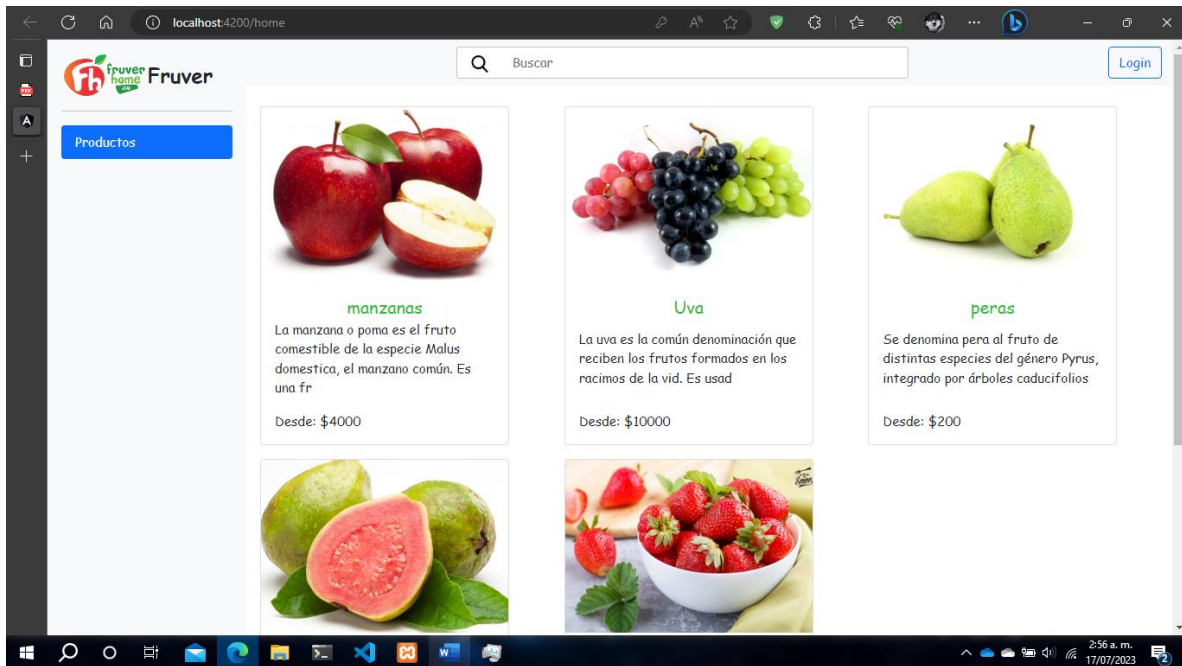 localhost:4200/home
fruver
home
Fruver
Buscar
Login
Productos
manzanas
La manzana o poma es el fruto
comestible de la especie Malus
domestica, el manzano común. Es
una fr
Desde: $4000
Uva
La uva es la común denominación que
reciben los frutos formados en los
racimos de la vid. Es usad
Desde: $10000
peras
Se denomina pera al fruto de
distintas especies del género Pyrus,
integrado por árboles caducifolios
Desde: $200
2:56 a. m.
17/07/2023